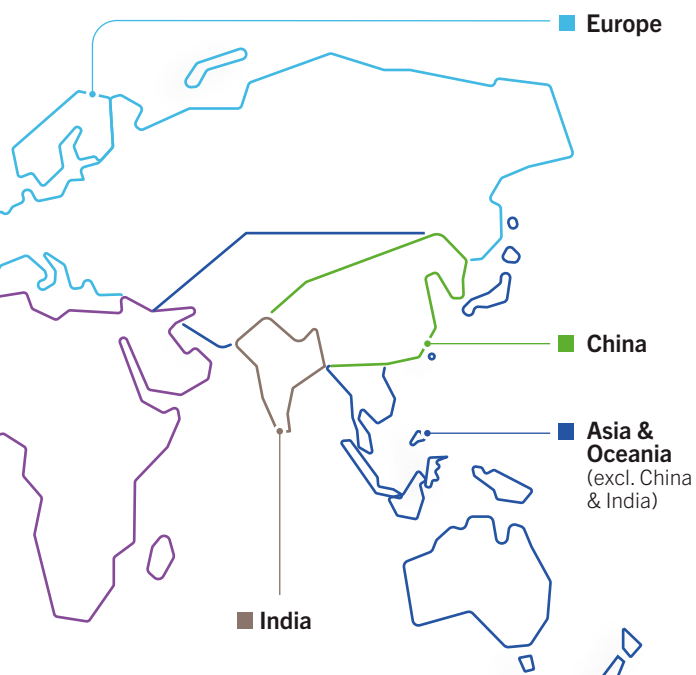 Europe
China
Asia &
Oceania
(excl. China
& India)
India